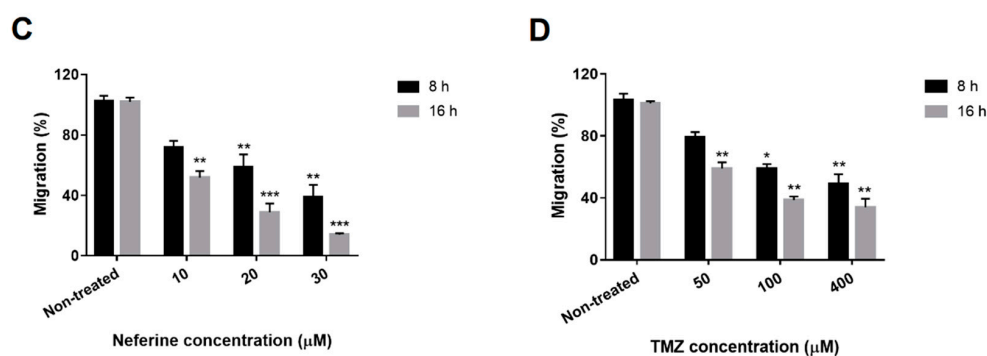 C
120
80
40
0
Migration (%)
** ** *** ** ***
Non-treated 10 20 30
Neferine concentration (μM)
8 h
16 h
D
120
80
40
0
Migration (%)
** * ** ** **
Non-treated 50 100 400
TMZ concentration (μM)
8 h
16 h